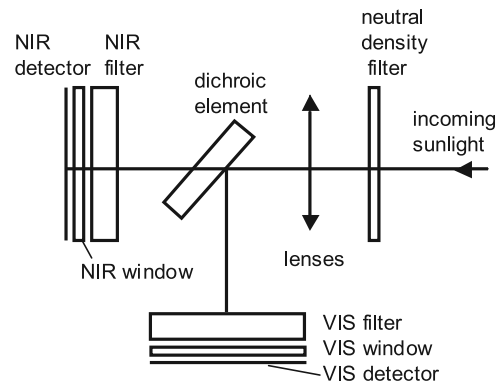 NIR
detector
NIR
filter
dichroic
element
neutral
density
filter
incoming
sunlight
NIR window
lenses
VIS filter
VIS window
VIS detector